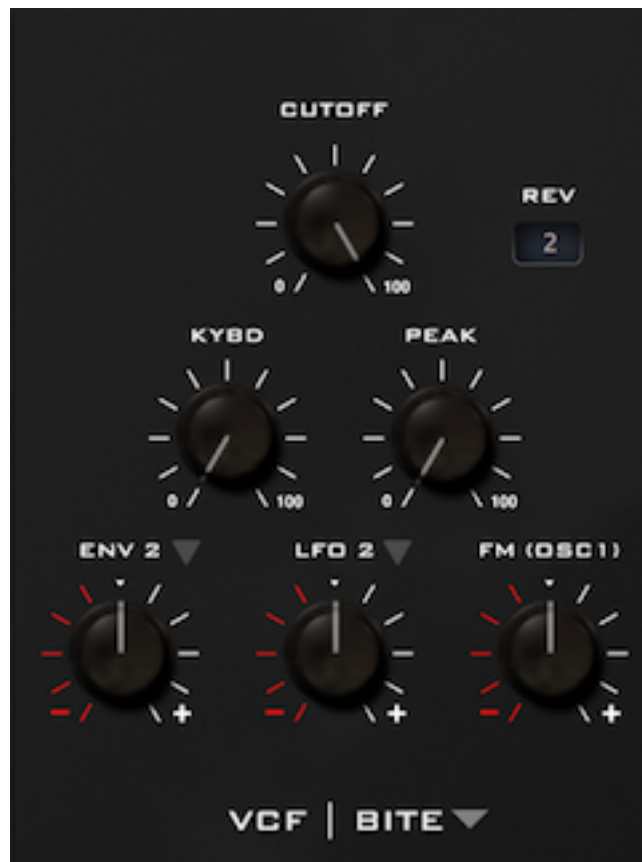 CUTOFF
REV
2
0 100
KYBD PEAK
0 100 0 100
ENV 2 LFO 2 FM (OSC1)
- + - + - +
VCF | BITE